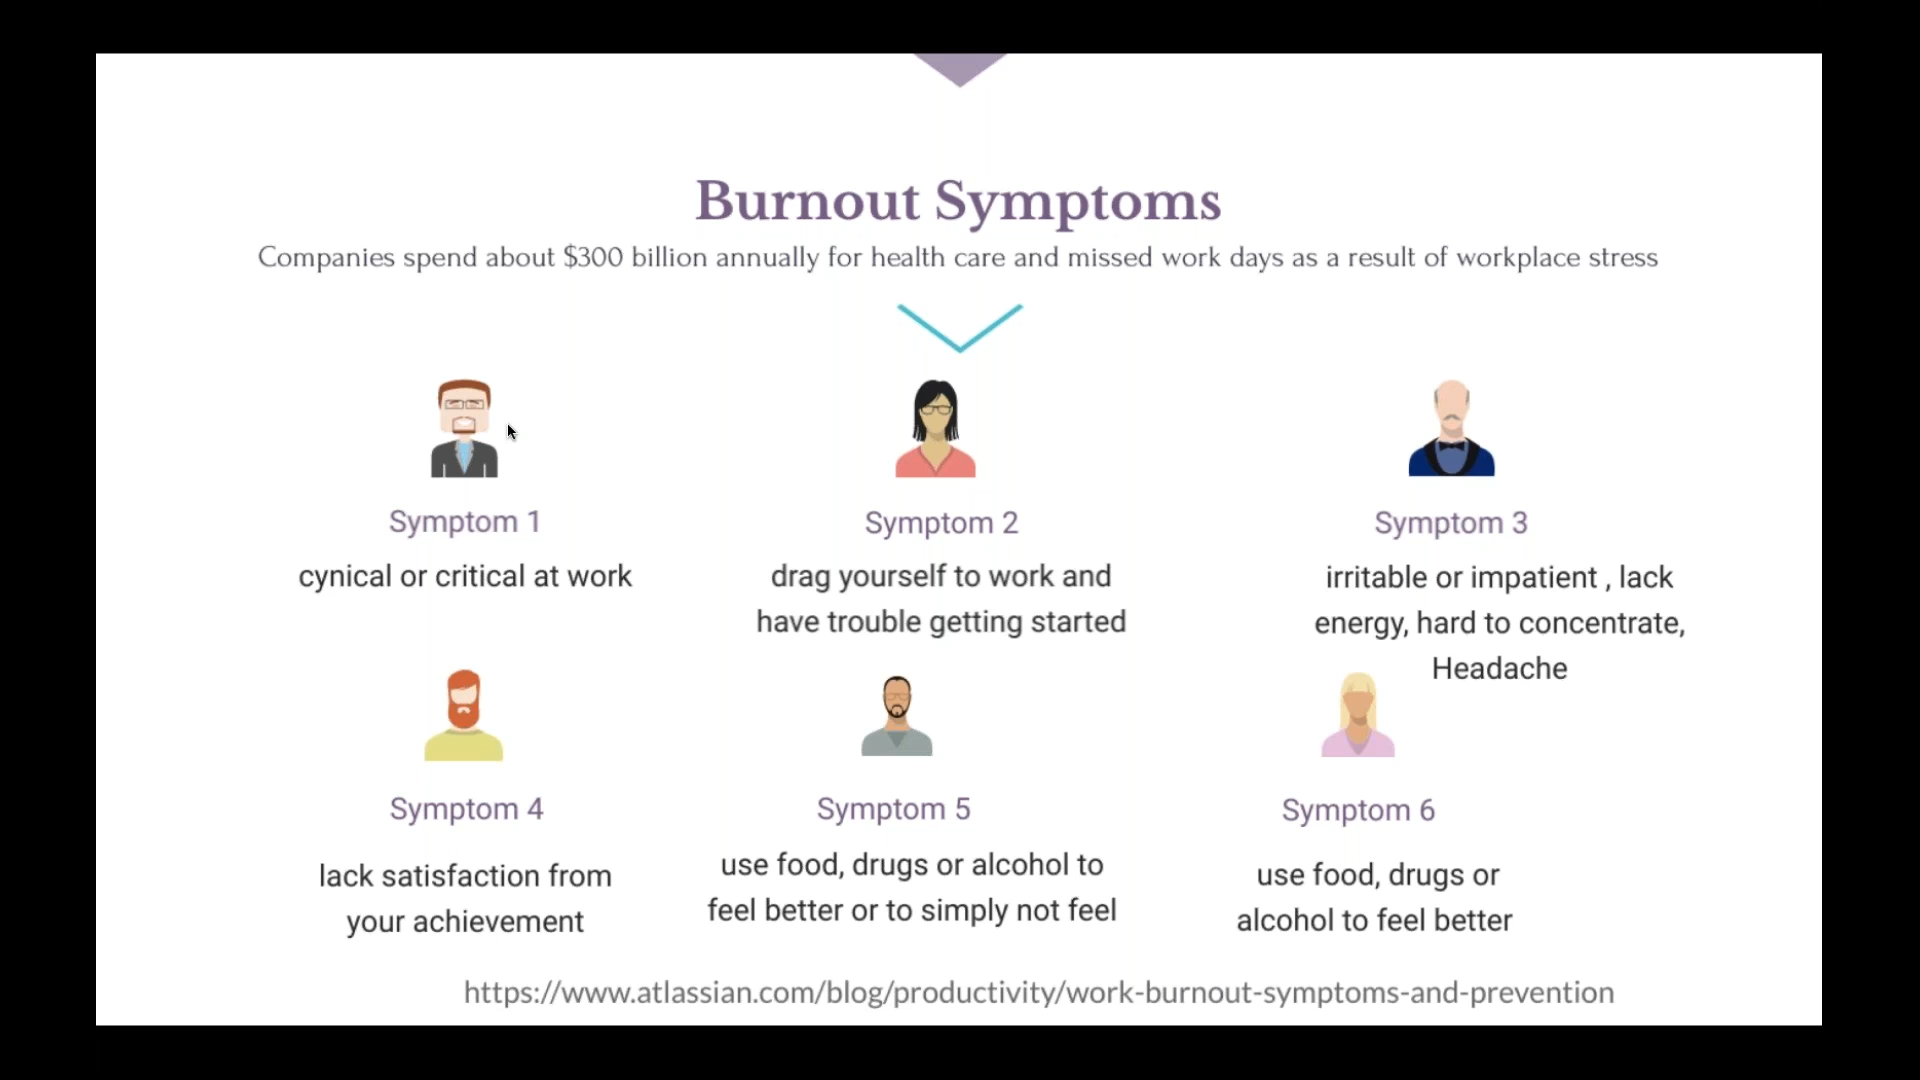 Burnout Symptoms
Companies spend about $300 billion annually for health care and missed work days as a result of workplace stress
Symptom 1
cynical or critical at work
Symptom 2
drag yourself to work and
have trouble getting started
Symptom 3
irritable or impatient , lack
energy, hard to concentrate,
Headache
Symptom 4
lack satisfaction from
your achievement
Symptom 5
use food, drugs or alcohol to
feel better or to simply not feel
Symptom 6
use food, drugs or
alcohol to feel better
https://www.atlassian.com/blog/productivity/work-burnout-symptoms-and-prevention